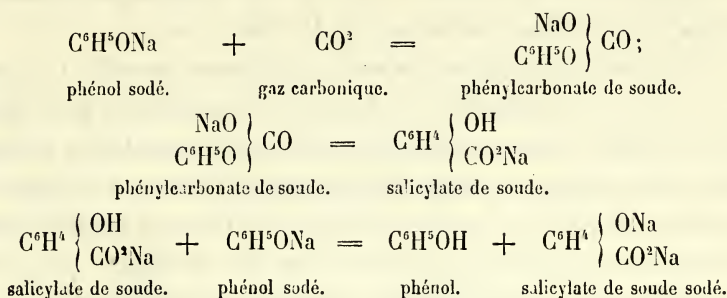 C⁶H⁵ONa + CO² = NaO C⁶H⁵O } CO;
phénol sodé. gaz carbonique. phénylcarbonate de soude.
NaO C⁶H⁵O } CO = C⁶H⁴ { OH CO²Na
phénylcarbonate de soude. salicylate de soude.
C⁶H⁴ { OH CO²Na + C⁶H⁵ONa = C⁶H⁵OH + C⁶H⁴ { ONa CO²Na
salicylate de soude. phénol sodé. phénol. salicylate de soude sodé.